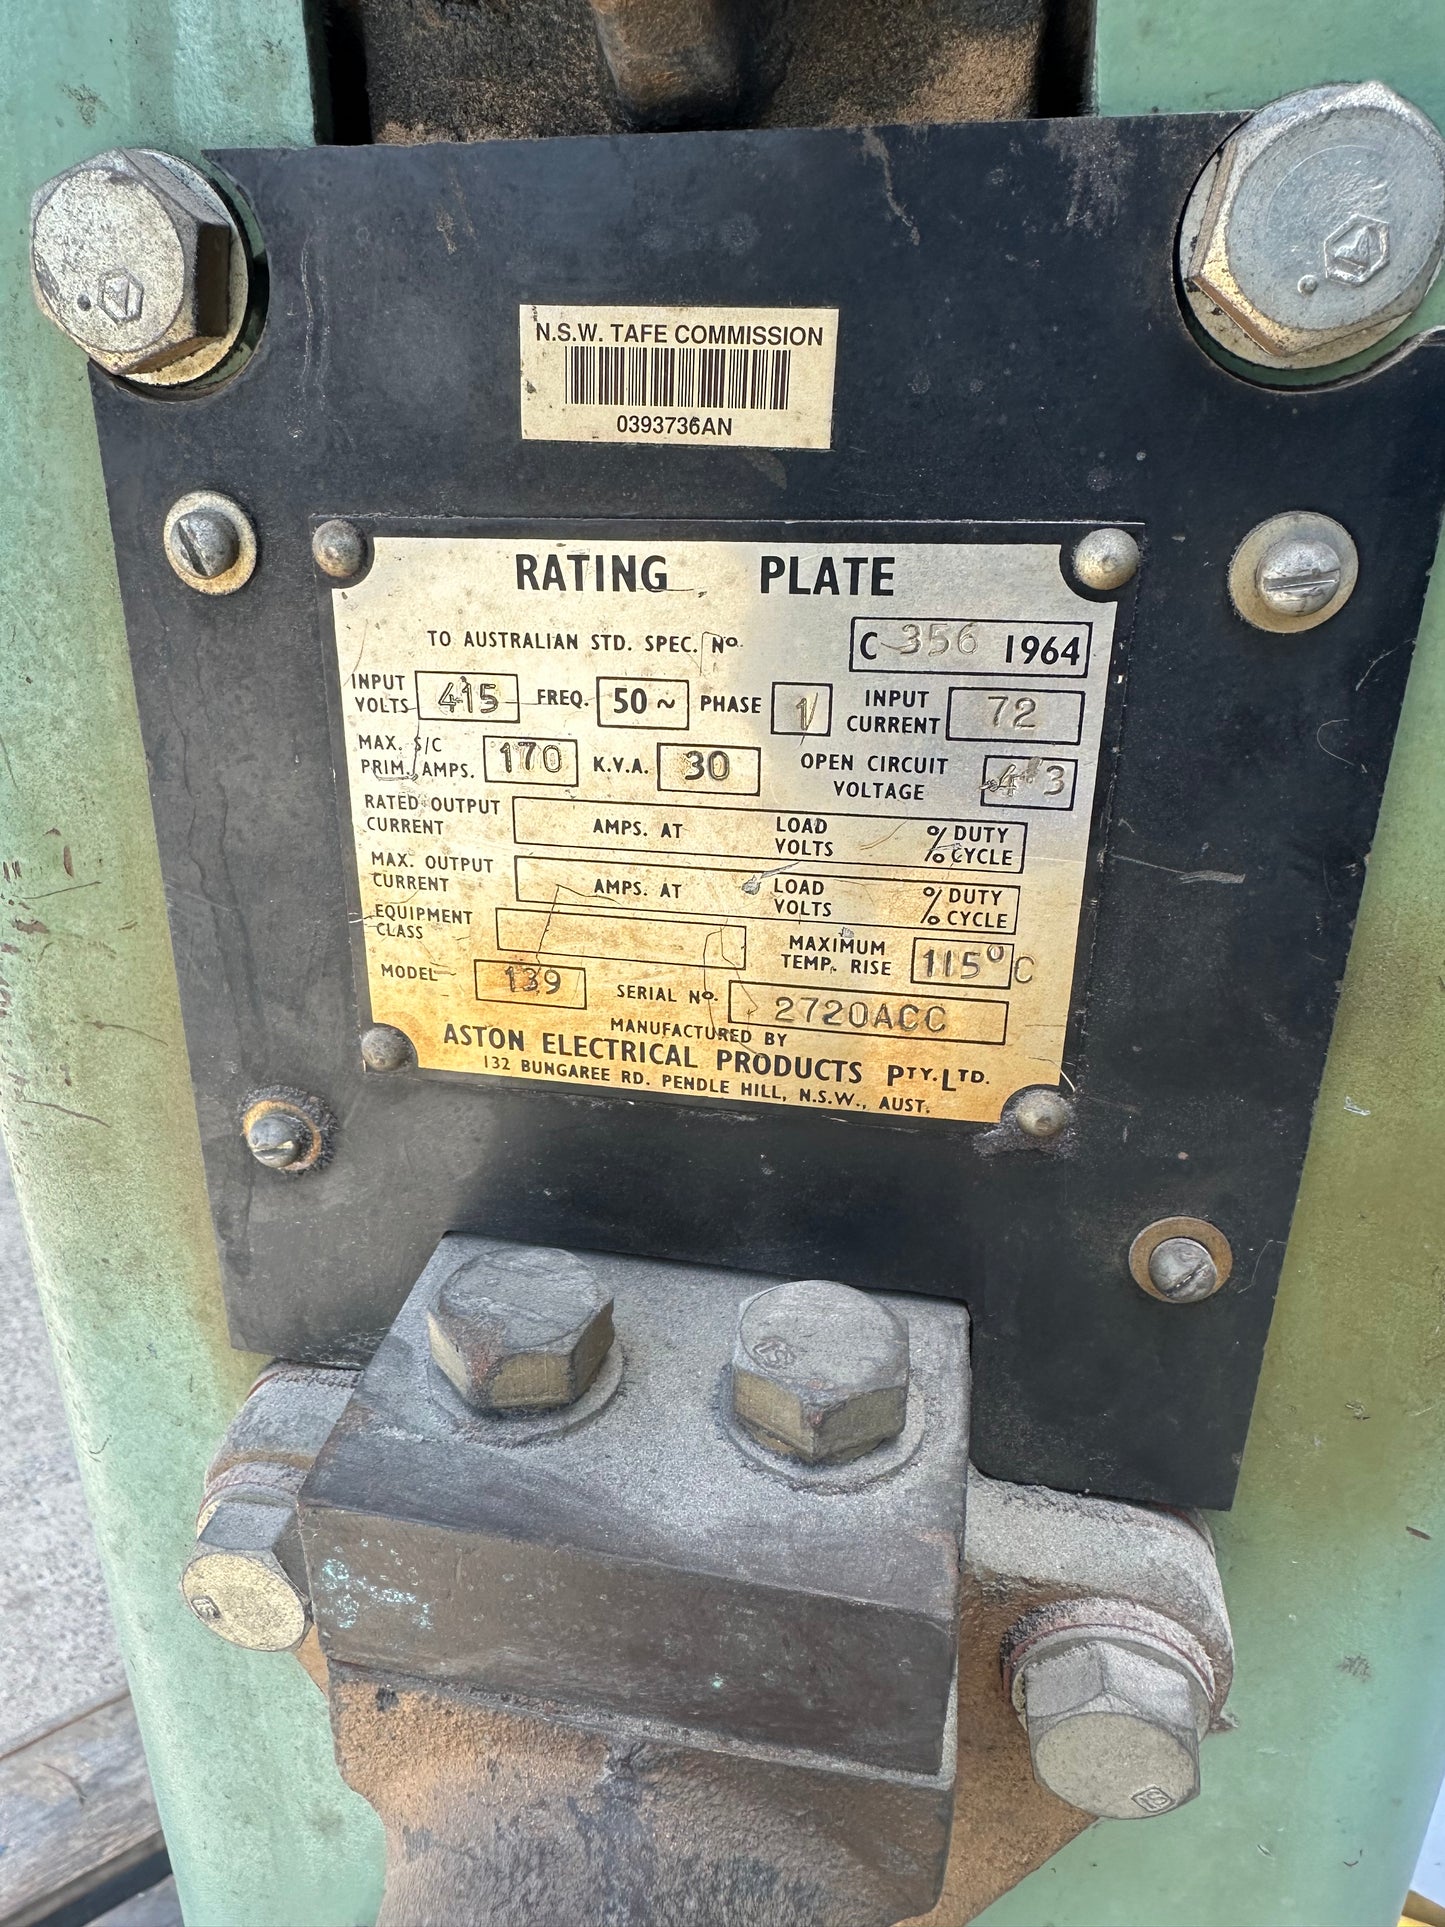 N.S.W. TAFE COMMISSION
0393736AN
RATING PLATE
TO AUSTRALIAN STD. SPEC. No. C 356 1964
INPUT VOLTS 415 FREQ. 50~ PHASE 1 INPUT CURRENT 72
MAX. S/C PRIM. AMPS. 170 K.V.A. 30 OPEN CIRCUIT VOLTAGE 4.3
RATED OUTPUT CURRENT AMPS. AT LOAD VOLTS % DUTY CYCLE
MAX. OUTPUT CURRENT AMPS. AT LOAD VOLTS % DUTY CYCLE
EQUIPMENT CLASS MAXIMUM TEMP. RISE 115°C
MODEL 139 SERIAL No. 2720ACC
MANUFACTURED BY
ASTON ELECTRICAL PRODUCTS PTY. LTD.
132 BUNGAREE RD. PENDLE HILL, N.S.W., AUST.